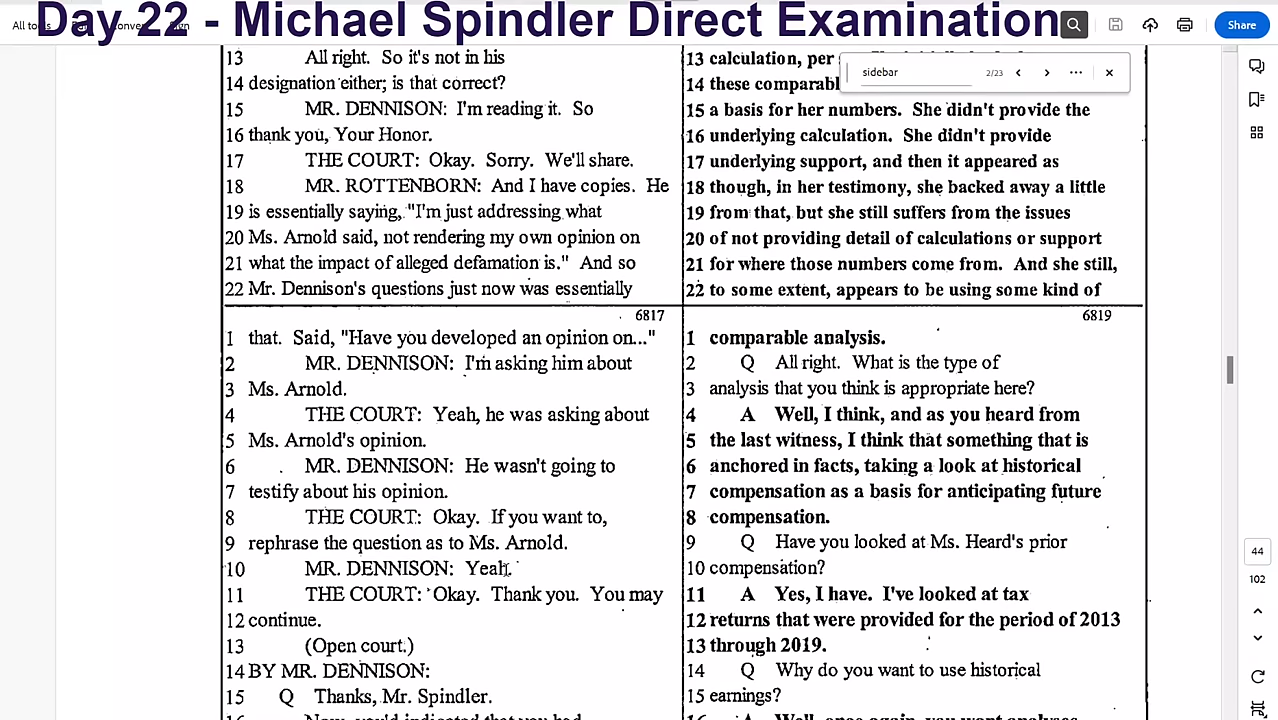 Day 22 - Michael Spindler Direct Examination
All
Share
sidebar
2/23
13 All right. So it's not in his
14 designation either; is that correct?
15 MR. DENNISON: I'm reading it. So
16 thank you, Your Honor.
17 THE COURT: Okay. Sorry. We'll share.
18 MR. ROTTENBORN: And I have copies. He
19 is essentially saying, "I'm just addressing what
20 Ms. Arnold said, not rendering my own opinion on
21 what the impact of alleged defamation is." And so
22 Mr. Dennison's questions just now was essentially
6817
1 that. Said, "Have you developed an opinion on..."
2 MR. DENNISON: I'm asking him about
3 Ms. Arnold.
4 THE COURT: Yeah, he was asking about
5 Ms. Arnold's opinion.
6 MR. DENNISON: He wasn't going to
7 testify about his opinion.
8 THE COURT: Okay. If you want to,
9 rephrase the question as to Ms. Arnold.
10 MR. DENNISON: Yeah.
11 THE COURT: Okay. Thank you. You may
12 continue.
13 (Open court.)
14 BY MR. DENNISON:
15 Q Thanks, Mr. Spindler.
13 calculation, per
14 these comparabl
15 a basis for her numbers. She didn't provide the
16 underlying calculation. She didn't provide
17 underlying support, and then it appeared as
18 though, in her testimony, she backed away a little
19 from that, but she still suffers from the issues
20 of not providing detail of calculations or support
21 for where those numbers come from. And she still,
22 to some extent, appears to be using some kind of
6819
1 comparable analysis.
2 Q All right. What is the type of
3 analysis that you think is appropriate here?
4 A Well, I think, and as you heard from
5 the last witness, I think that something that is
6 anchored in facts, taking a look at historical
7 compensation as a basis for anticipating future
8 compensation.
9 Q Have you looked at Ms. Heard's prior
10 compensation?
11 A Yes, I have. I've looked at tax
12 returns that were provided for the period of 2013
13 through 2019.
14 Q Why do you want to use historical
15 earnings?
44
102